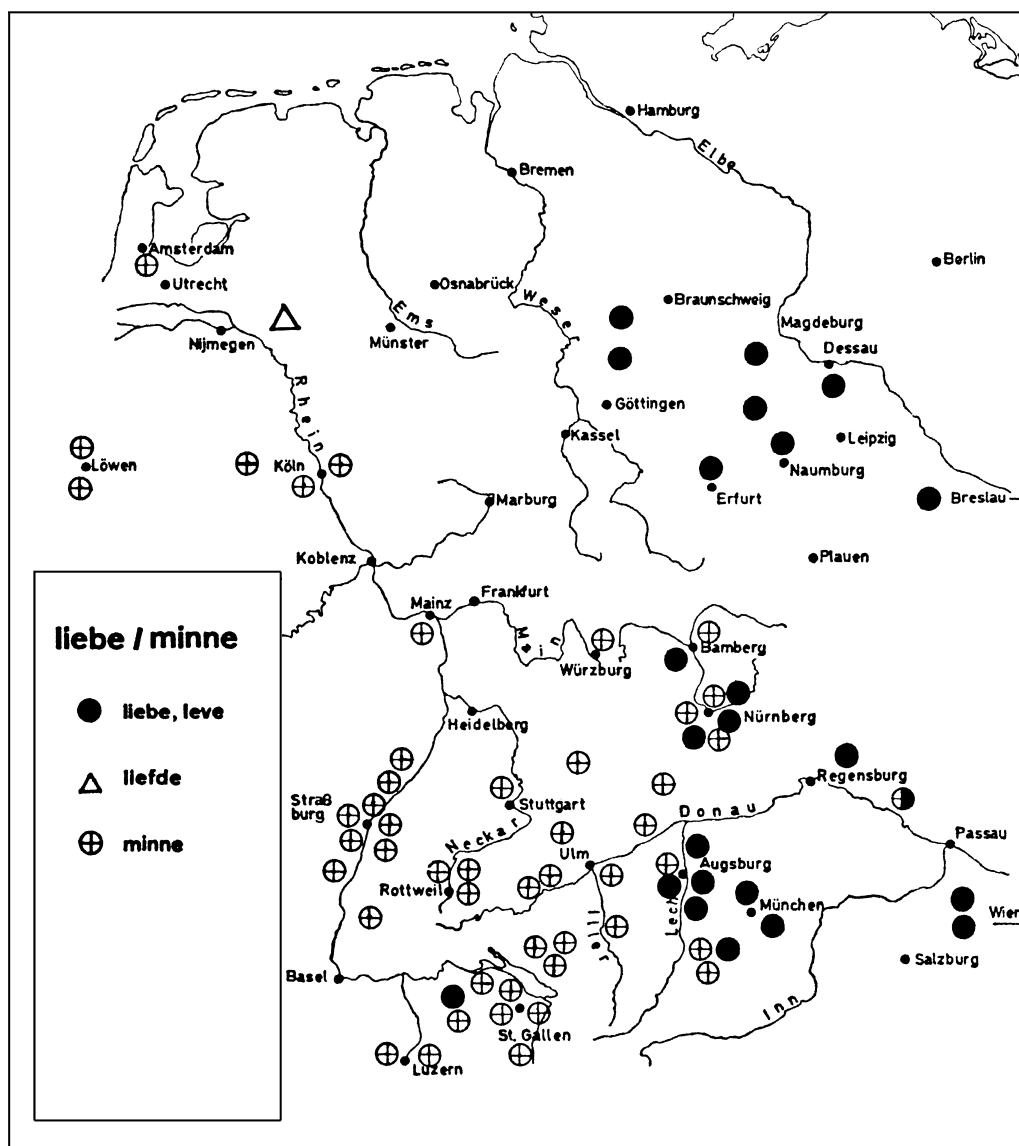 Hamburg
Elbe
Bremen
Amsterdam
Berlin
Utrecht
Osnabrück
Weser
Braunschweig
Ems
Magdeburg
Nijmegen
Münster
Dessau
Rhein
Göttingen
Kassel
Leipzig
Löwen
Köln
Naumburg
Erfurt
Breslau
Marburg
Koblenz
Plauen
Frankfurt
Mainz
Main
liebe / minne
Bamberg
Würzburg
liebe, leve
Heidelberg
Nürnberg
liefde
Regensburg
Straß
burg
Stuttgart
Donau
minne
Neckar
Passau
Ulm
Augsburg
Rottweil
Lech
München
Wien
Iller
Basel
Salzburg
Inn
St. Gallen
Luzern